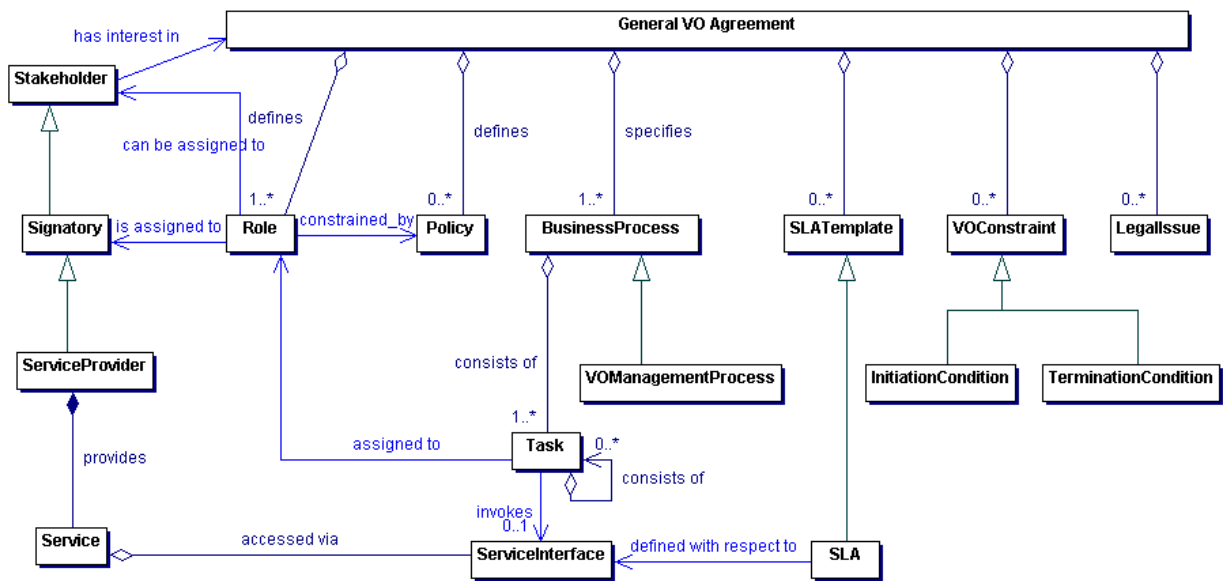 General VO Agreement
has interest in
Stakeholder
defines
defines
specifies
can be assigned to
1..*
0..*
1..*
0..*
0..*
0..*
Signatory
is assigned to
Role
constrained_by
Policy
BusinessProcess
SLATemplate
VOConstraint
LegalIssue
ServiceProvider
consists of
VOManagementProcess
InitiationCondition
TerminationCondition
1..*
assigned to
Task
0..*
provides
consists of
invokes
0..1
Service
accessed via
ServiceInterface
defined with respect to
SLA